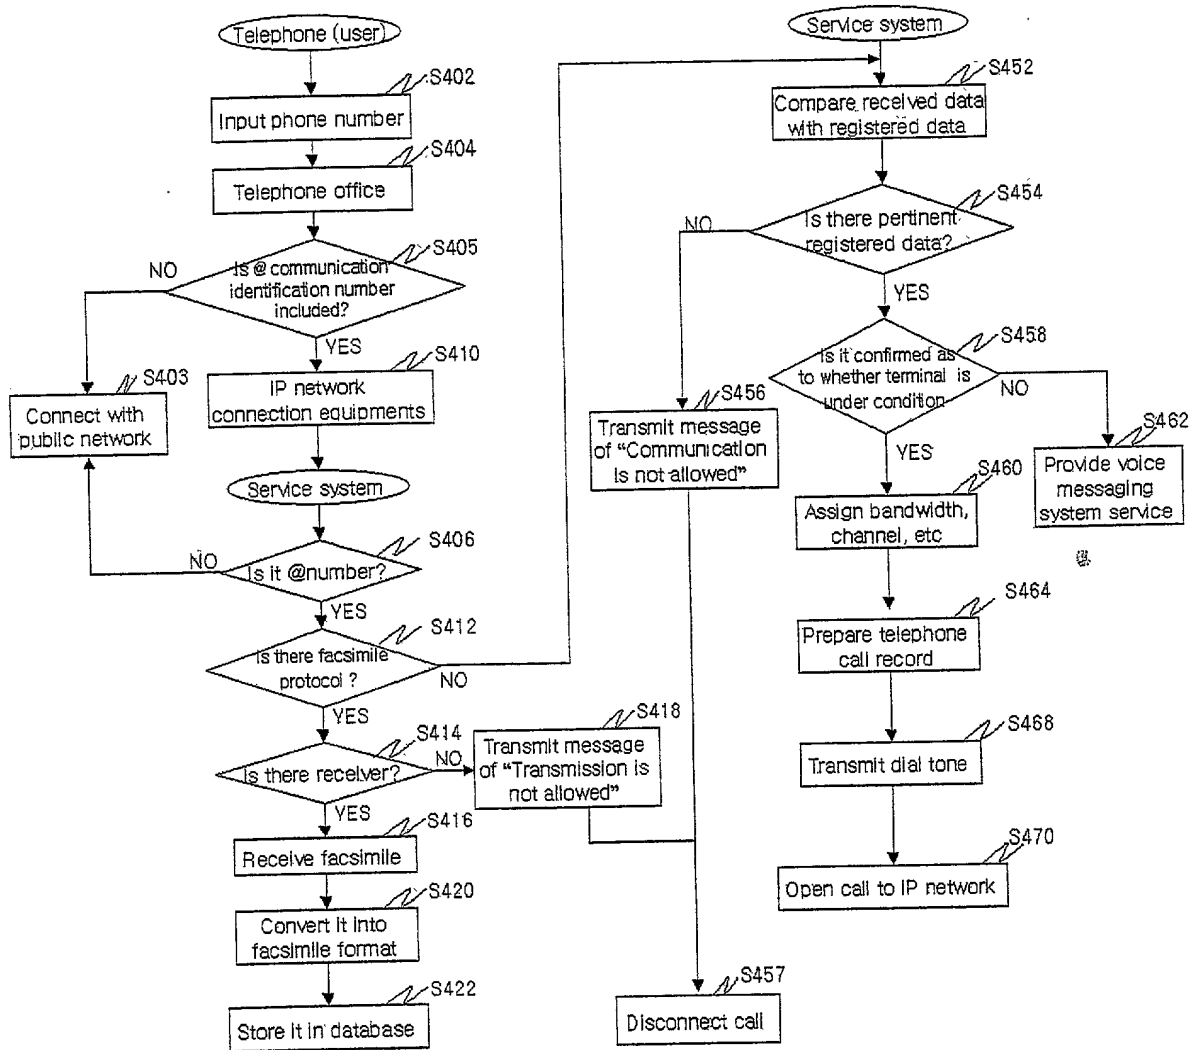 Telephone (user)
S402
Input phone number
S404
Telephone office
S405
Is @ communication
identification number
included?
NO
YES
S403
Connect with
public network
S410
IP network
connection equipments
Service system
S406
Is it @number?
NO
YES
S412
Is there facsimile
protocol ?
NO
YES
S414
Is there receiver?
NO
YES
S418
Transmit message
of "Transmission is
not allowed"
S416
Receive facsimile
S420
Convert it into
facsimile format
S422
Store it in database
Service system
S452
Compare received data
with registered data
S454
Is there pertinent
registered data?
NO
YES
S456
Transmit message
of "Communication
is not allowed"
S457
Disconnect call
S458
Is it confirmed as
to whether terminal is
under condition
NO
YES
S462
Provide voice
messaging
system service
S460
Assign bandwidth,
channel, etc
S464
Prepare telephone
call record
S468
Transmit dial tone
S470
Open call to IP network